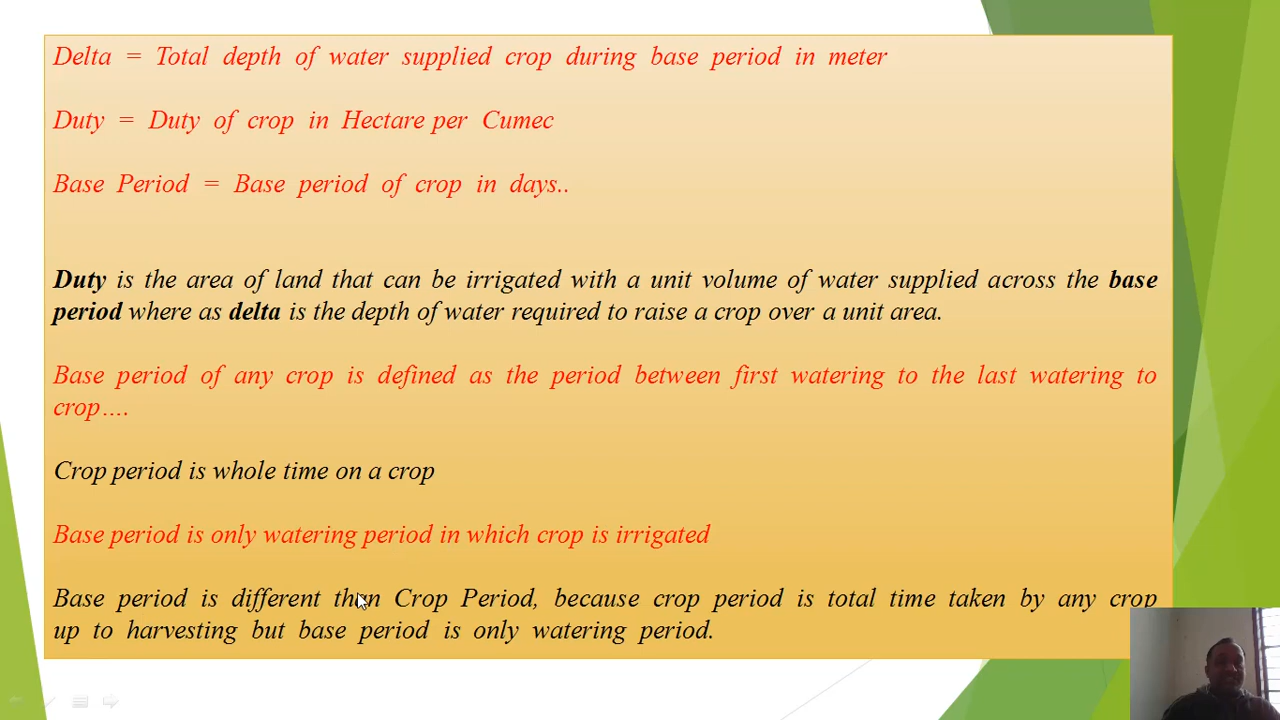 Delta = Total depth of water supplied crop during base period in meter
Duty = Duty of crop in Hectare per Cumec
Base Period = Base period of crop in days..
Duty is the area of land that can be irrigated with a unit volume of water supplied across the base
period where as delta is the depth of water required to raise a crop over a unit area.
Base period of any crop is defined as the period between first watering to the last watering to
crop....
Crop period is whole time on a crop
Base period is only watering period in which crop is irrigated
Base period is different than Crop Period, because crop period is total time taken by any crop
up to harvesting but base period is only watering period.